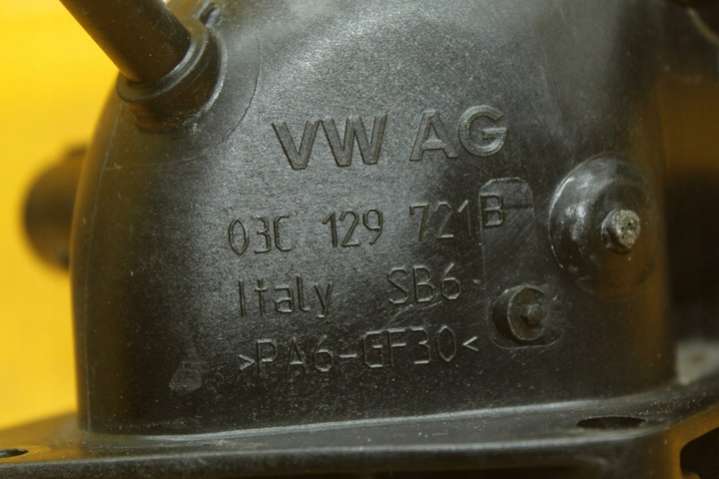 VW AG
03C 129 721B
Italy SB6
>PA6-GF30<